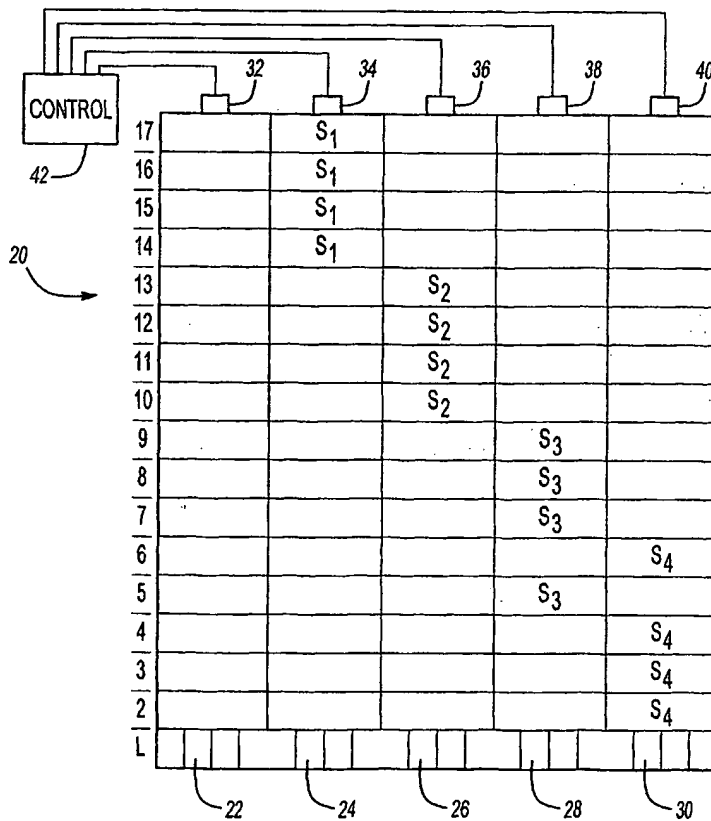 32 34 36 38 40
CONTROL
42
20
17 S1
16 S1
15 S1
14 S1
13 S2
12 S2
11 S2
10 S2
9 S3
8 S3
7 S3
6 S4
5 S3
4 S4
3 S4
2 S4
L
22 24 26 28 30